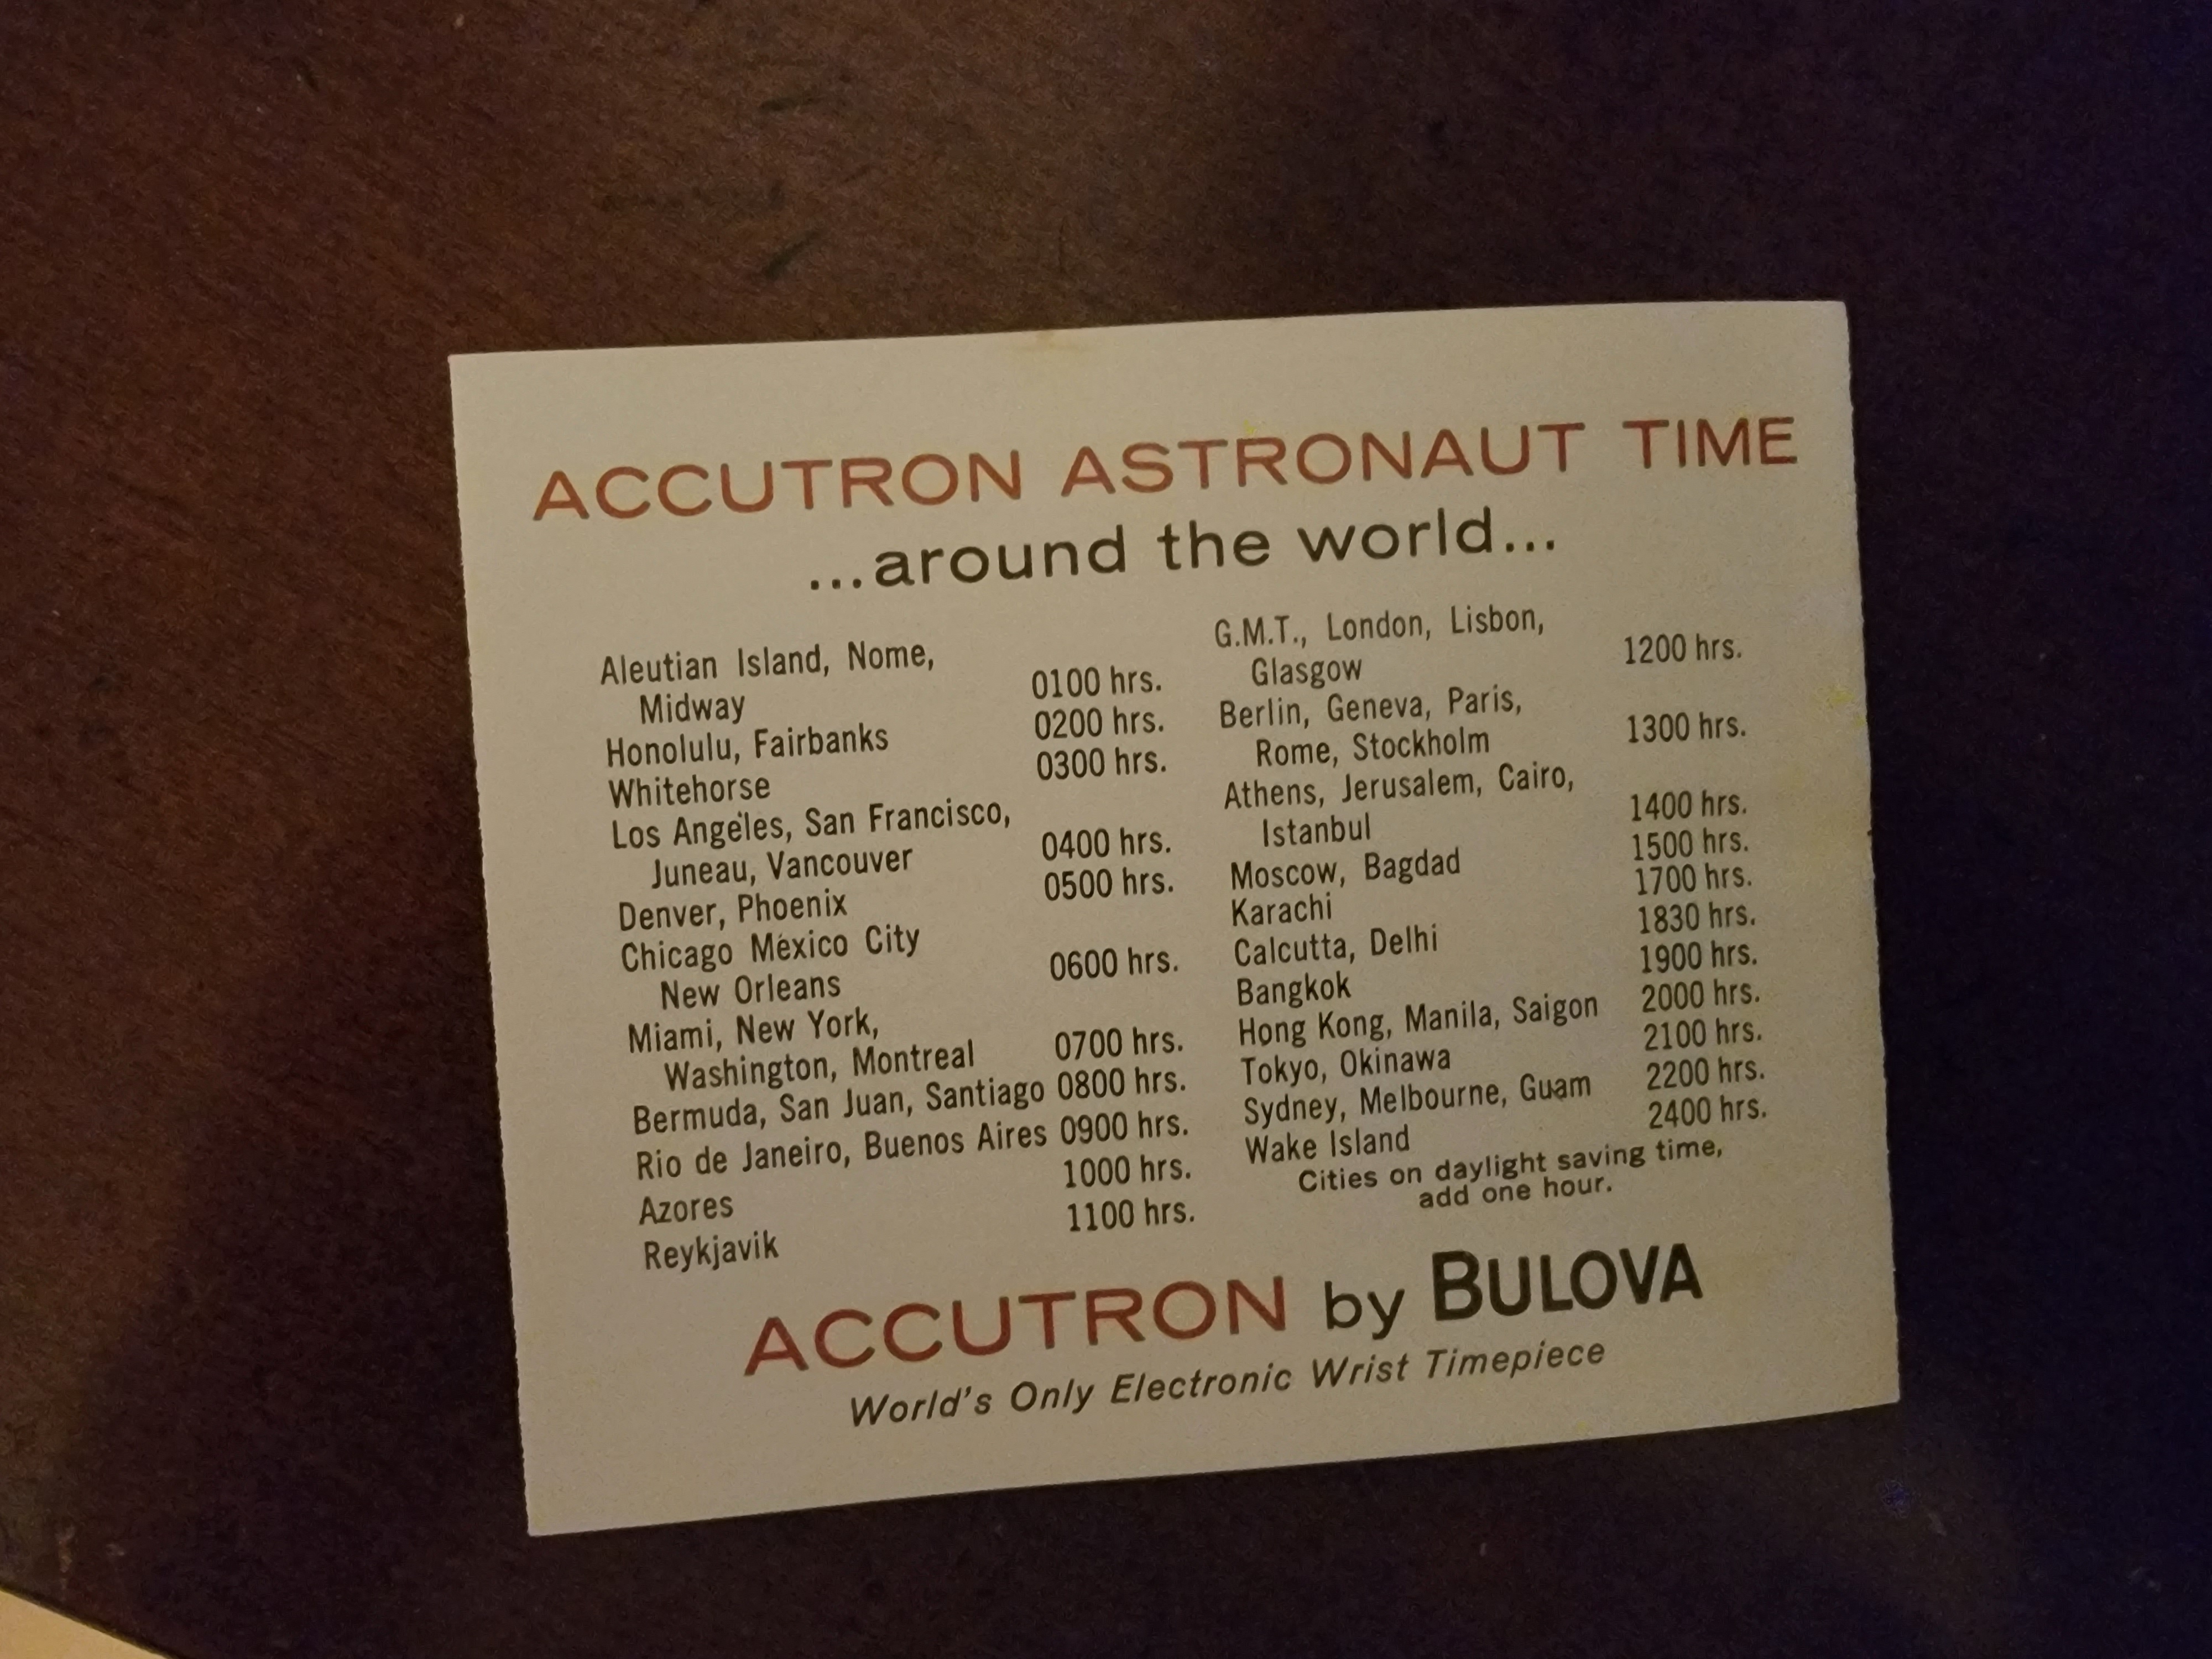 ACCUTRON ASTRONAUT TIME
...around the world...
Aleutian Island, Nome,
Midway 0100 hrs.
Honolulu, Fairbanks 0200 hrs.
Whitehorse 0300 hrs.
Los Angeles, San Francisco,
Juneau, Vancouver 0400 hrs.
Denver, Phoenix 0500 hrs.
Chicago Mexico City
New Orleans 0600 hrs.
Miami, New York,
Washington, Montreal 0700 hrs.
Bermuda, San Juan, Santiago 0800 hrs.
Rio de Janeiro, Buenos Aires 0900 hrs.
Azores 1000 hrs.
Reykjavik 1100 hrs.
G.M.T., London, Lisbon,
Glasgow 1200 hrs.
Berlin, Geneva, Paris,
Rome, Stockholm 1300 hrs.
Athens, Jerusalem, Cairo,
Istanbul 1400 hrs.
Moscow, Bagdad 1500 hrs.
Karachi 1700 hrs.
Calcutta, Delhi 1830 hrs.
Bangkok 1900 hrs.
Hong Kong, Manila, Saigon 2000 hrs.
Tokyo, Okinawa 2100 hrs.
Sydney, Melbourne, Guam 2200 hrs.
Wake Island 2400 hrs.
Cities on daylight saving time,
add one hour.
ACCUTRON by BULOVA
World's Only Electronic Wrist Timepiece